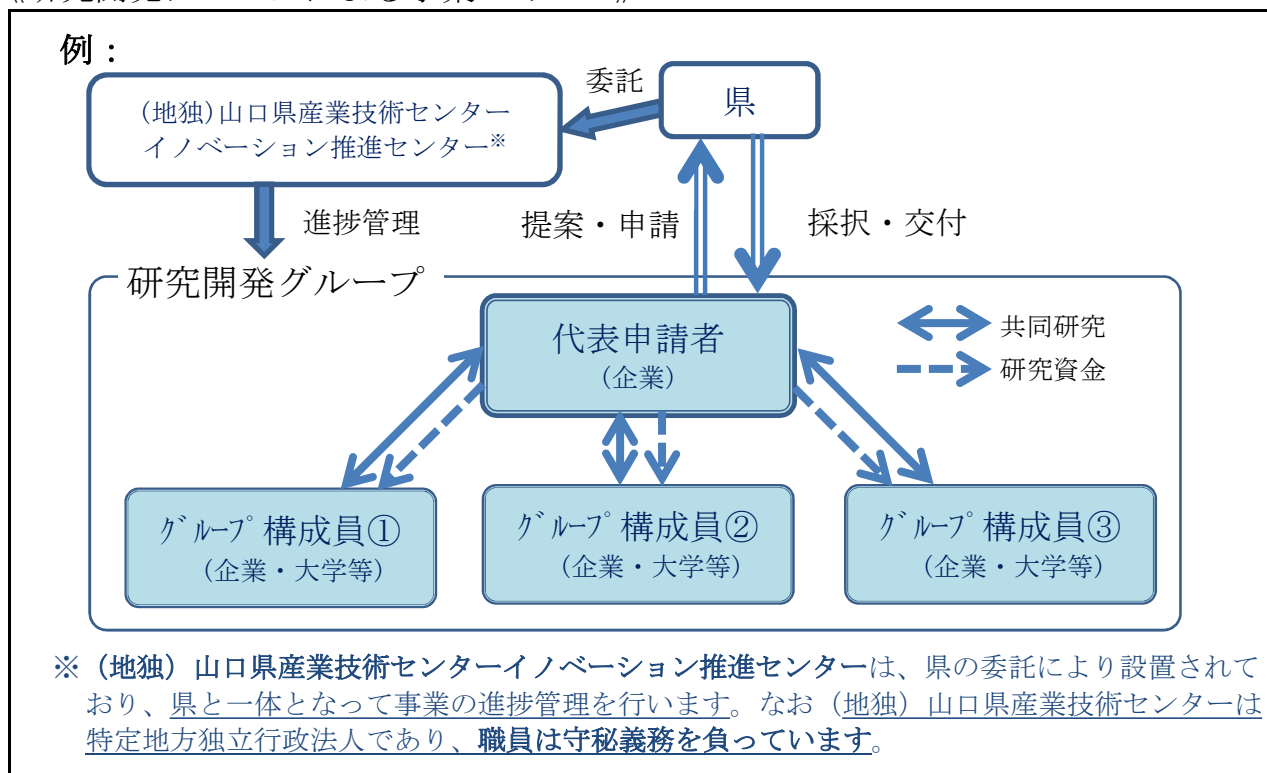 例：
委託
県
(地独)山口県産業技術センター
イノベーション推進センター※
進捗管理
提案・申請
採択・交付
研究開発グループ
代表申請者
(企業)
共同研究
研究資金
ｸﾞﾙｰﾌﾟ構成員①
(企業・大学等)
ｸﾞﾙｰﾌﾟ構成員②
(企業・大学等)
ｸﾞﾙｰﾌﾟ構成員③
(企業・大学等)
※（地独）山口県産業技術センターイノベーション推進センターは、県の委託により設置されて
おり、県と一体となって事業の進捗管理を行います。なお（地独）山口県産業技術センターは
特定地方独立行政法人であり、職員は守秘義務を負っています。